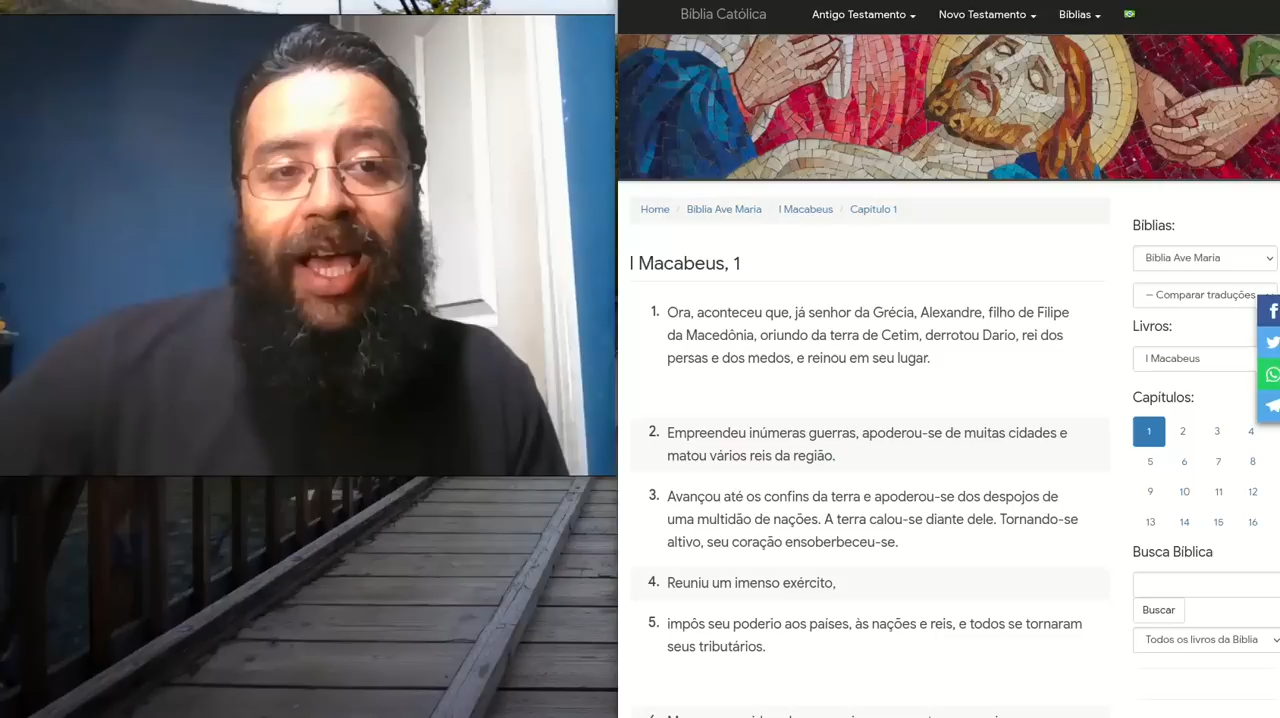 Bíblia Católica
Antigo Testamento
Novo Testamento
Bíblias
Home / Bíblia Ave Maria / I Macabeus / Capítulo 1
I Macabeus, 1
1. Ora, aconteceu que, já senhor da Grécia, Alexandre, filho de Filipe
da Macedônia, oriundo da terra de Cetim, derrotou Dario, rei dos
persas e dos medos, e reinou em seu lugar.
2. Empreendeu inúmeras guerras, apoderou-se de muitas cidades e
matou vários reis da região.
3. Avançou até os confins da terra e apoderou-se dos despojos de
uma multidão de nações. A terra calou-se diante dele. Tornando-se
altivo, seu coração ensoberbeceu-se.
4. Reuniu um imenso exército,
5. impôs seu poderio aos países, às nações e reis, e todos se tornaram
seus tributários.
Bíblias:
Bíblia Ave Maria
-- Comparar traduções
Livros:
I Macabeus
Capítulos:
1 2 3 4
5 6 7 8
9 10 11 12
13 14 15 16
Busca Bíblica
Buscar
Todos os livros da Bíblia